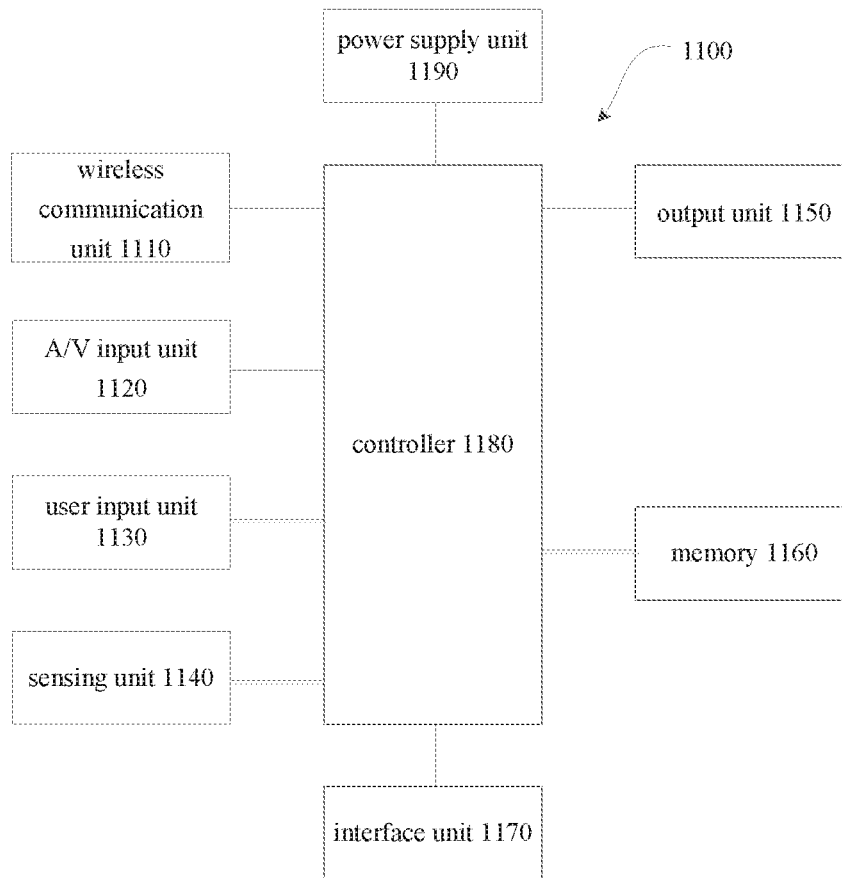 power supply unit
1190
1100
wireless
communication
unit 1110
output unit 1150
A/V input unit
1120
controller 1180
user input unit
1130
memory 1160
sensing unit 1140
interface unit 1170